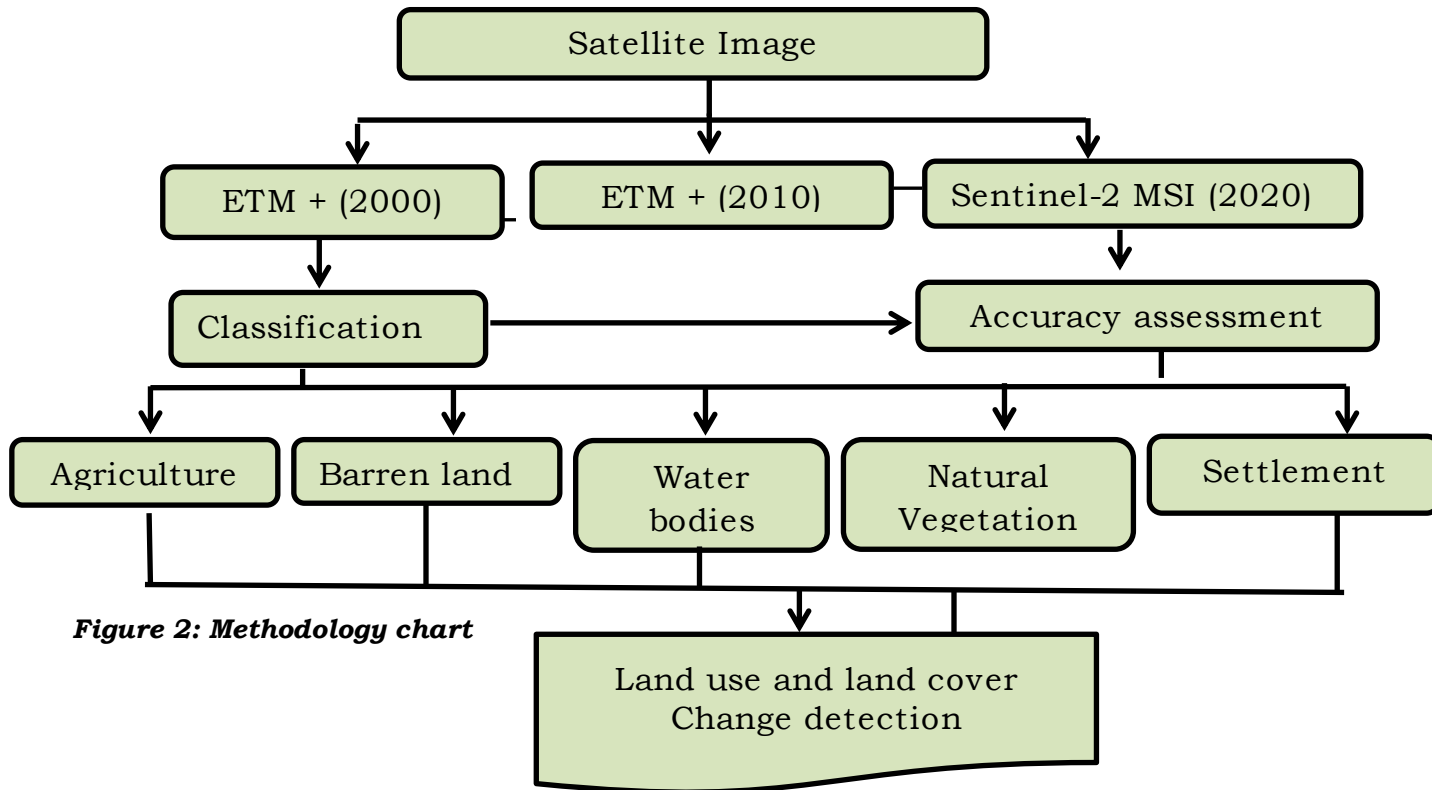 Satellite Image
ETM + (2000)
ETM + (2010)
Sentinel-2 MSI (2020)
Classification
Accuracy assessment
Agriculture
Barren land
Water
bodies
Natural
Vegetation
Settlement
Figure 2: Methodology chart
Land use and land cover
Change detection